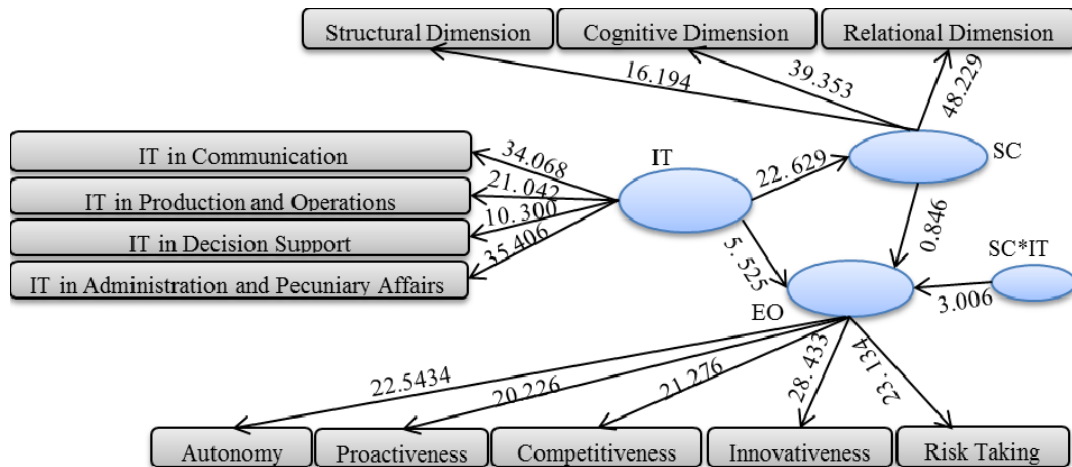 Structural Dimension
Cognitive Dimension
Relational Dimension
16.194
39.353
48.229
IT in Communication
IT in Production and Operations
IT in Decision Support
IT in Administration and Pecuniary Affairs
34.068
21.042
10.300
35.406
IT
22. 629
SC
5. 525
0.846
SC*IT
3.006
EO
22.5434
20.226
21.276
28. 433
23. 134
Autonomy
Proactiveness
Competitiveness
Innovativeness
Risk Taking